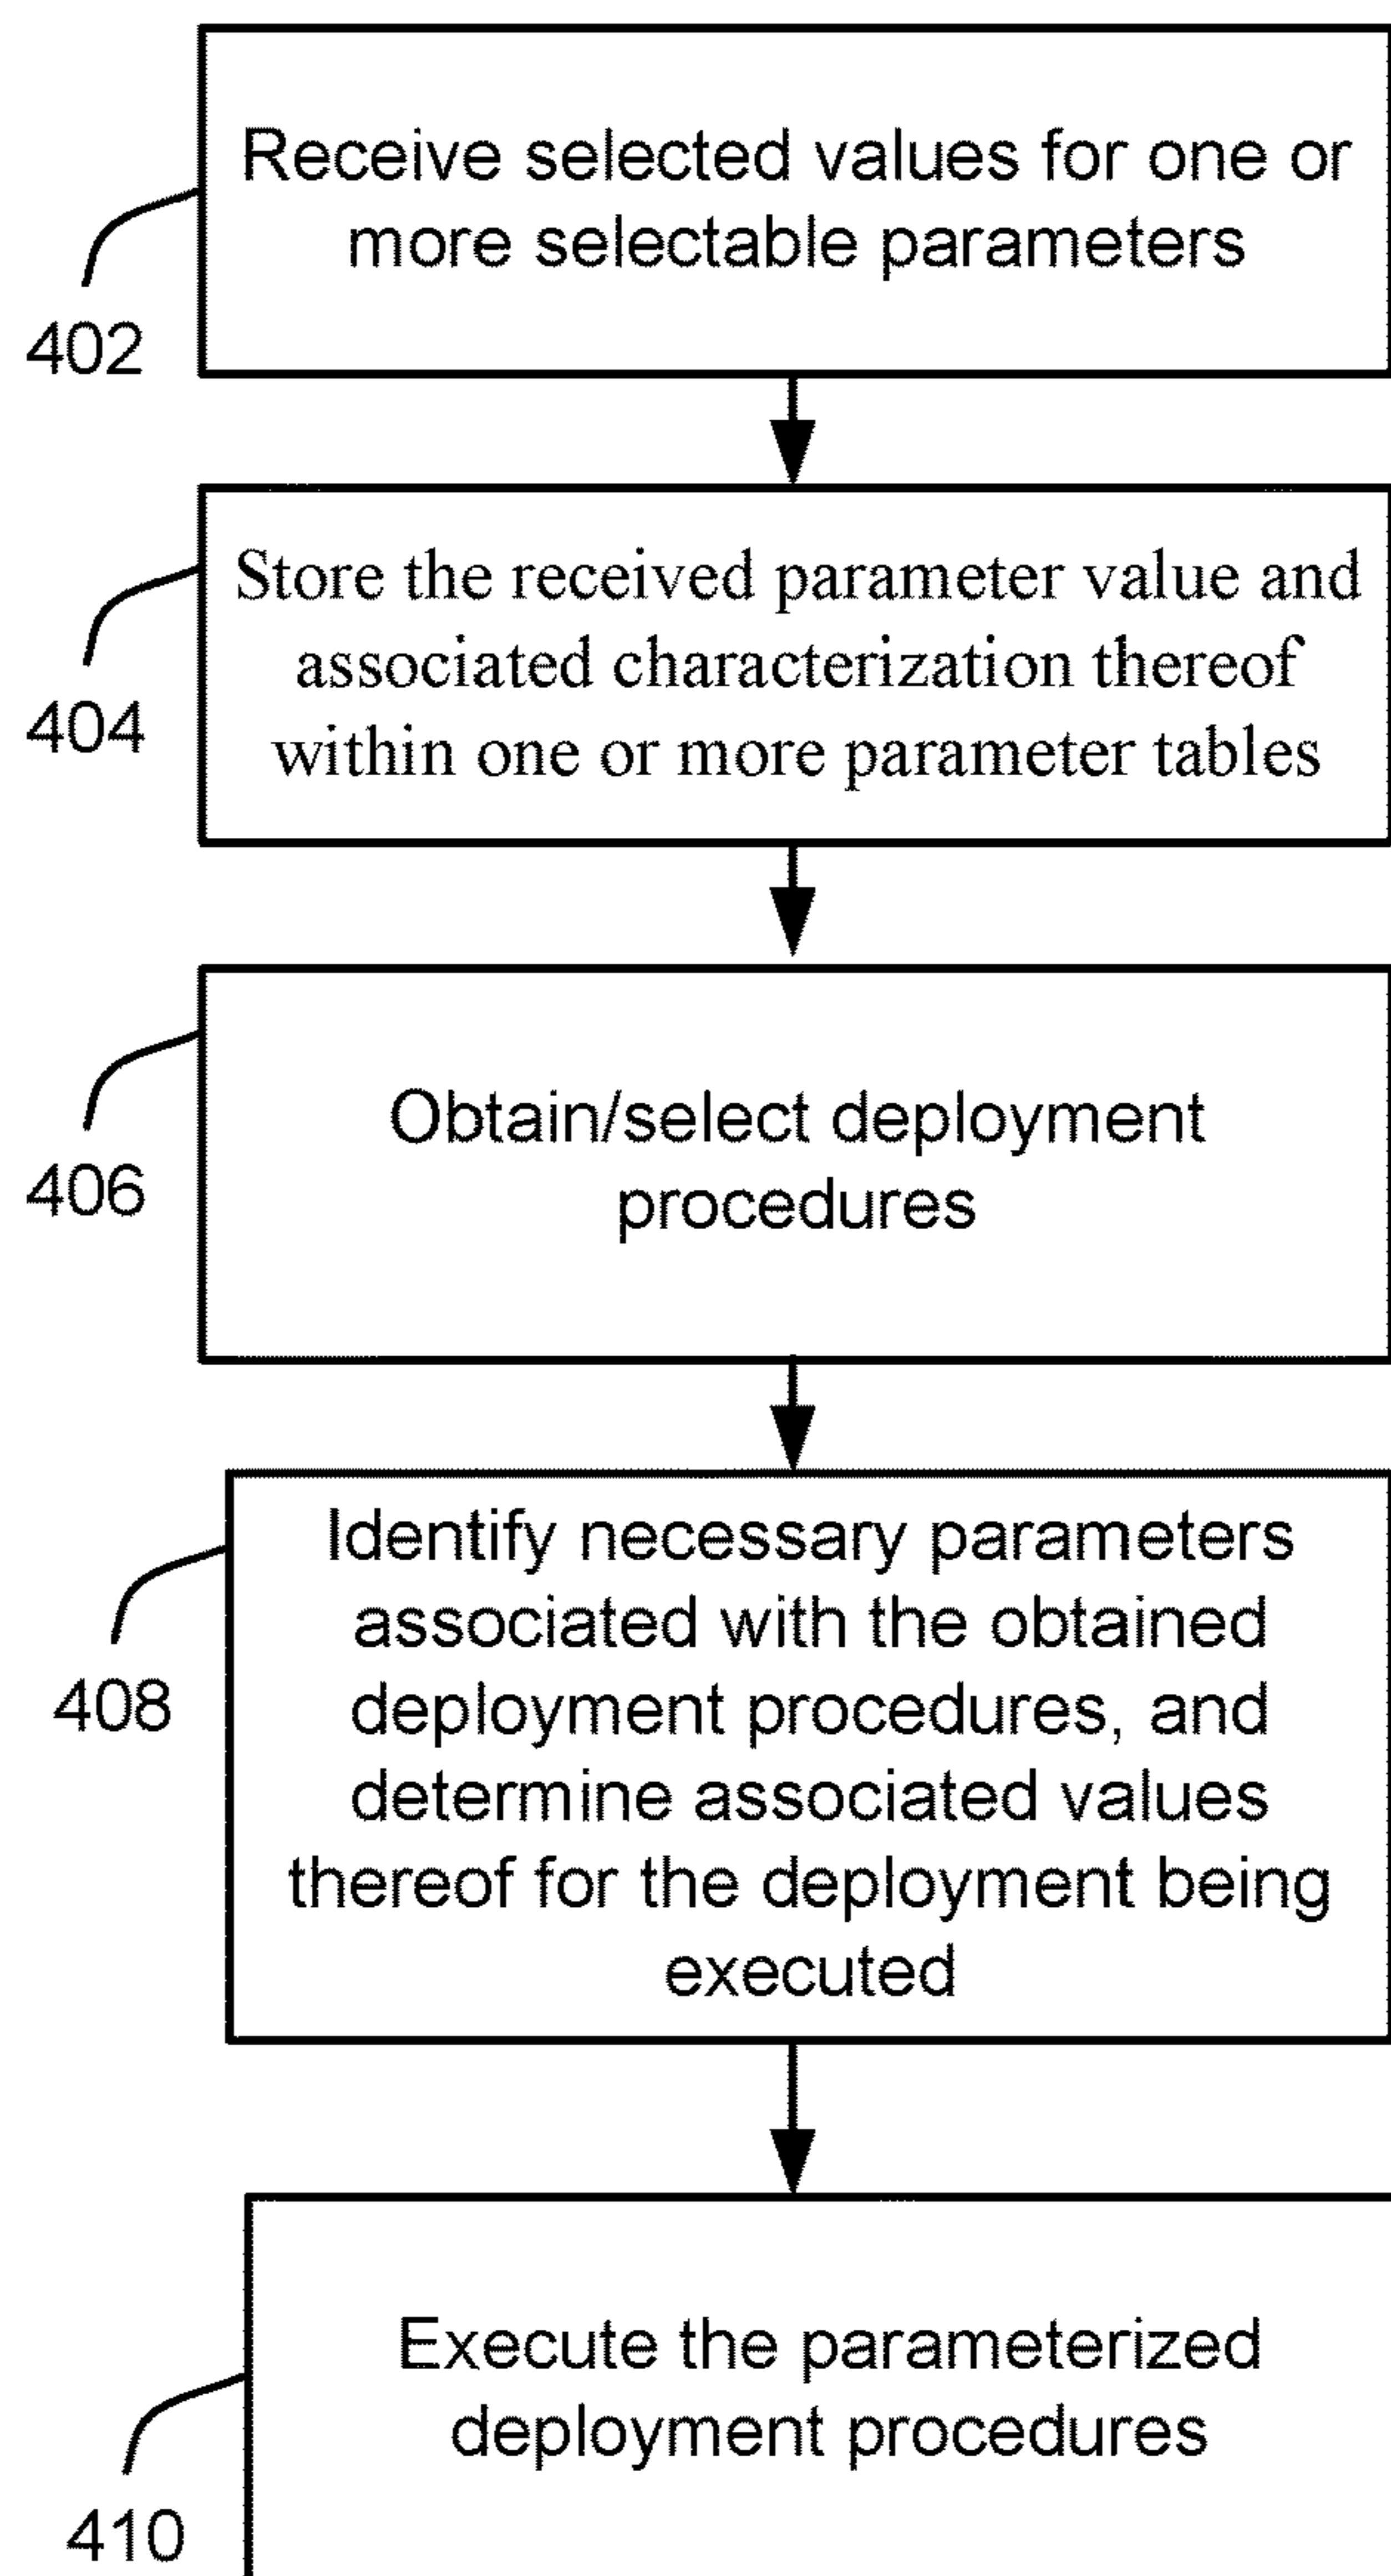 Receive selected values for one or
more selectable parameters
402
Store the received parameter value and
associated characterization thereof
within one or more parameter tables
404
Obtain/select deployment
procedures
406
Identify necessary parameters
associated with the obtained
deployment procedures, and
determine associated values
thereof for the deployment being
executed
408
Execute the parameterized
deployment procedures
410